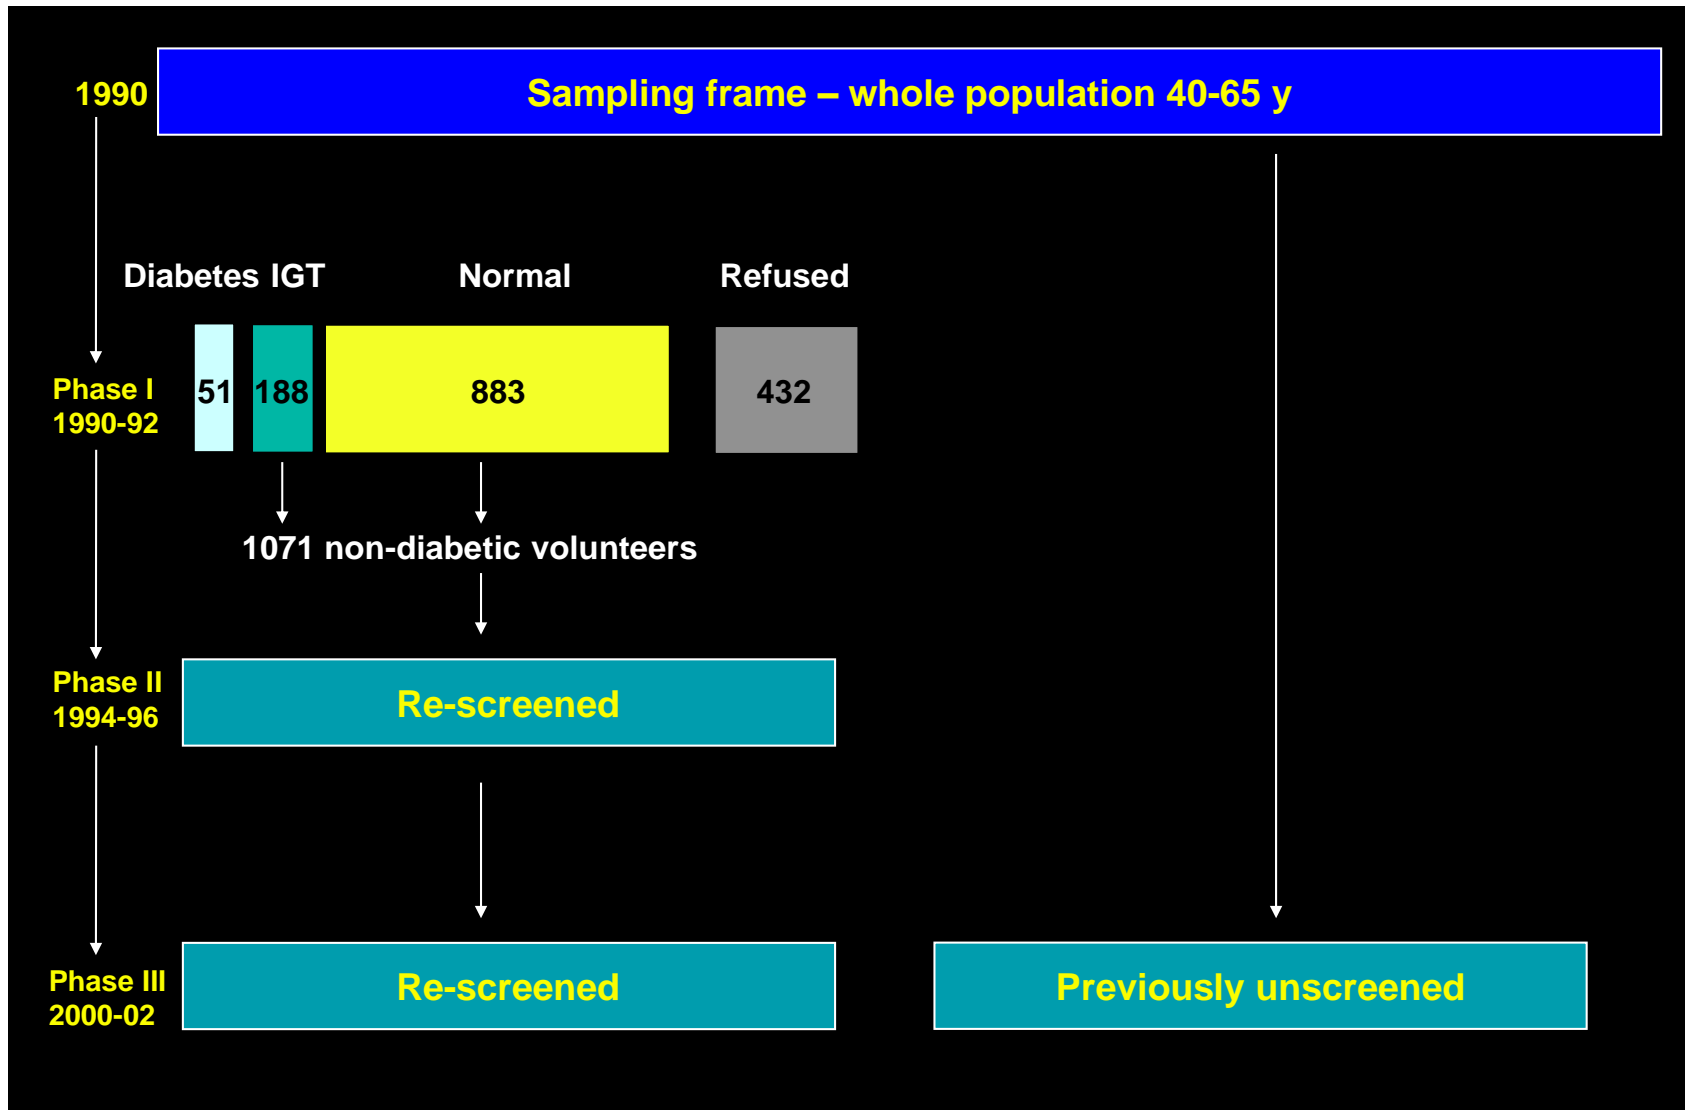 1990
Sampling frame – whole population 40-65 y
Diabetes IGT
Normal
Refused
Phase I
1990-92
51
188
883
432
1071 non-diabetic volunteers
Phase II
1994-96
Re-screened
Phase III
2000-02
Re-screened
Previously unscreened